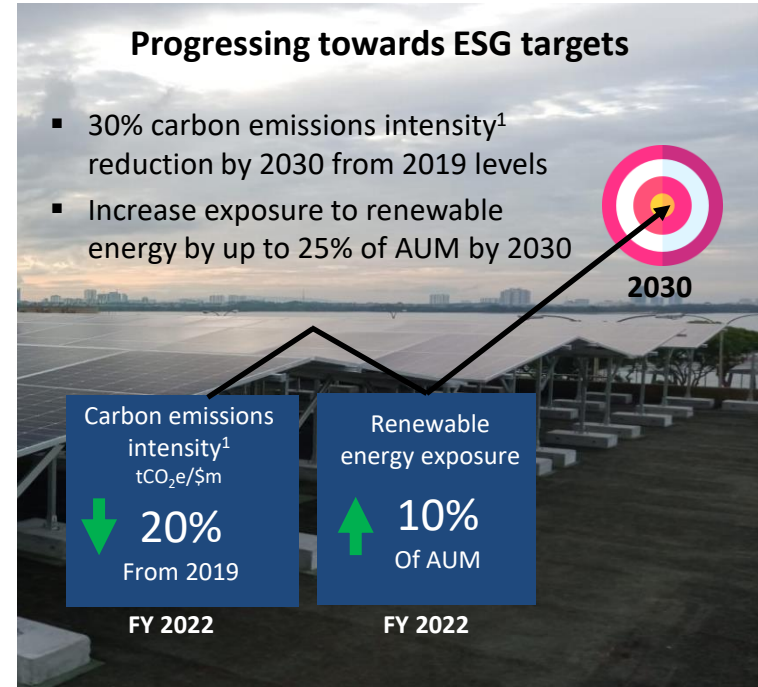 Progressing towards ESG targets
▪ 30% carbon emissions intensity¹
reduction by 2030 from 2019 levels
▪ Increase exposure to renewable
energy by up to 25% of AUM by 2030
2030
Carbon emissions
intensity¹
tCO₂e/$m
20%
From 2019
FY 2022
Renewable
energy exposure
10%
Of AUM
FY 2022